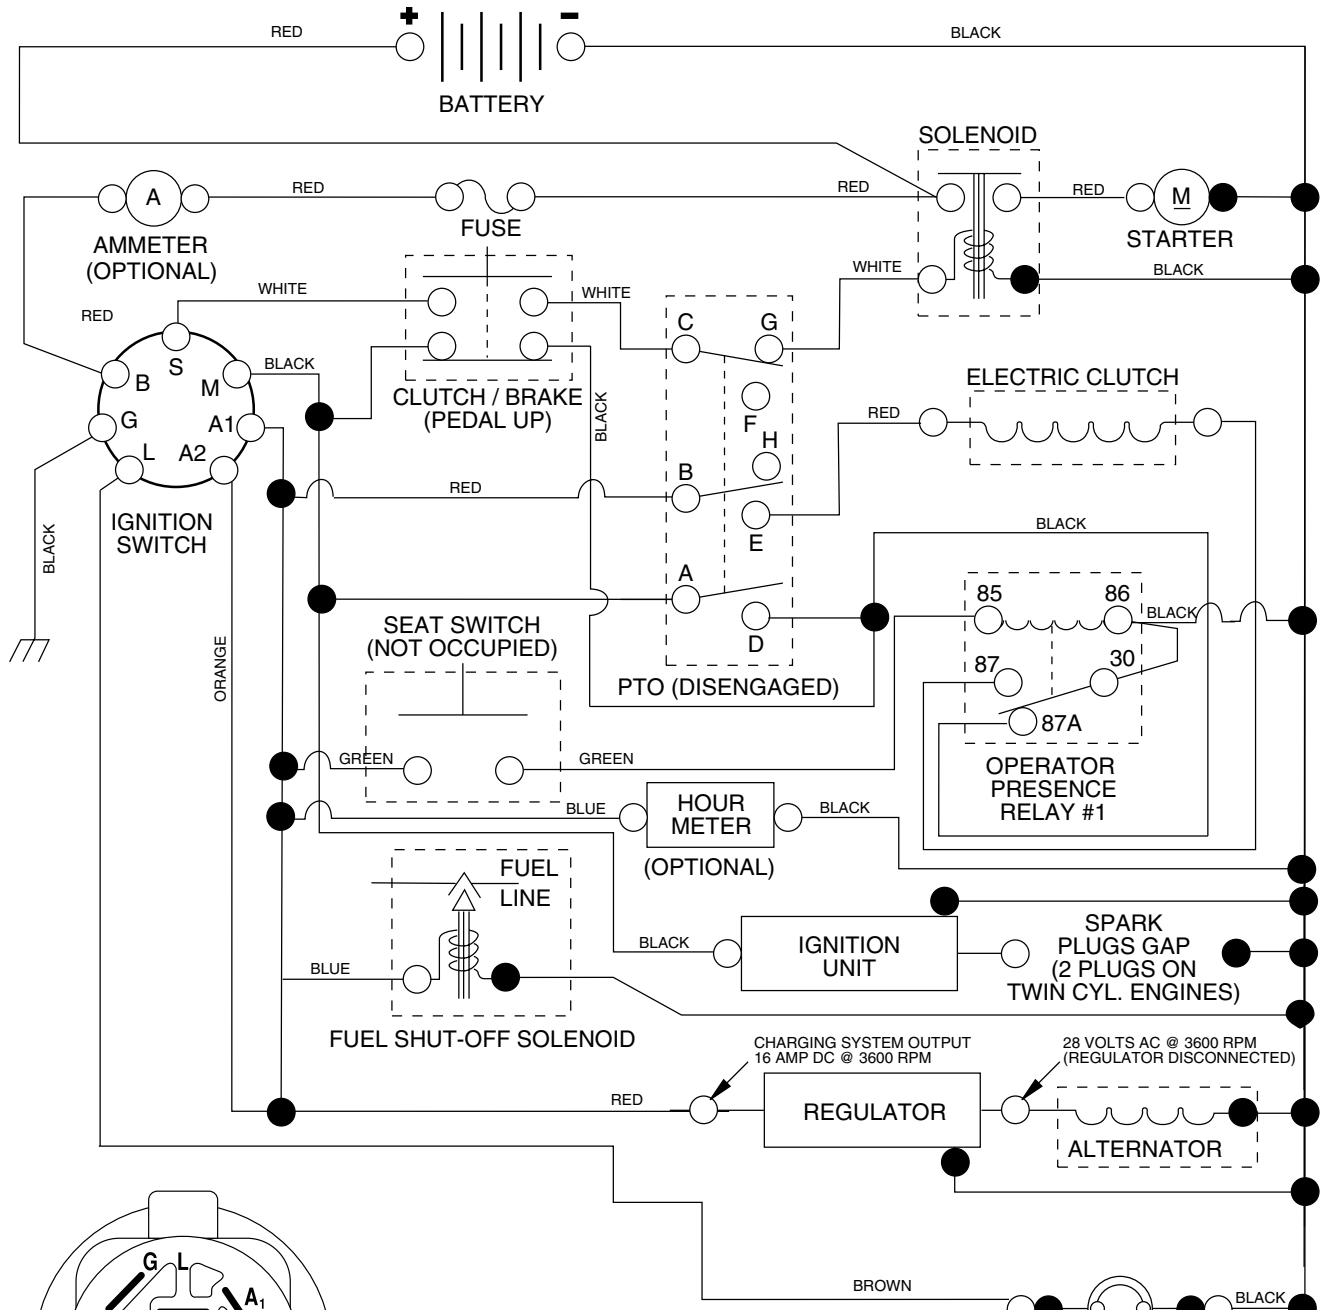 +
-
RED
BLACK
BATTERY
SOLENOID
A
RED
RED
RED
M
FUSE
STARTER
AMMETER
(OPTIONAL)
WHITE
BLACK
WHITE
WHITE
RED
C
G
S
BLACK
B
M
ELECTRIC CLUTCH
CLUTCH / BRAKE
(PEDAL UP)
BLACK
F
RED
G
A1
H
L
A2
B
RED
IGNITION
SWITCH
BLACK
E
BLACK
A
85
86
BLACK
SEAT SWITCH
(NOT OCCUPIED)
D
ORANGE
87
30
PTO (DISENGAGED)
87A
GREEN
GREEN
OPERATOR
PRESENCE
RELAY #1
BLUE
HOUR
METER
BLACK
(OPTIONAL)
FUEL
LINE
SPARK
PLUGS GAP
(2 PLUGS ON
TWIN CYL. ENGINES)
BLACK
IGNITION
UNIT
BLUE
FUEL SHUT-OFF SOLENOID
CHARGING SYSTEM OUTPUT
16 AMP DC @ 3600 RPM
28 VOLTS AC @ 3600 RPM
(REGULATOR DISCONNECTED)
RED
REGULATOR
ALTERNATOR
G
L
A1
BROWN
BLACK